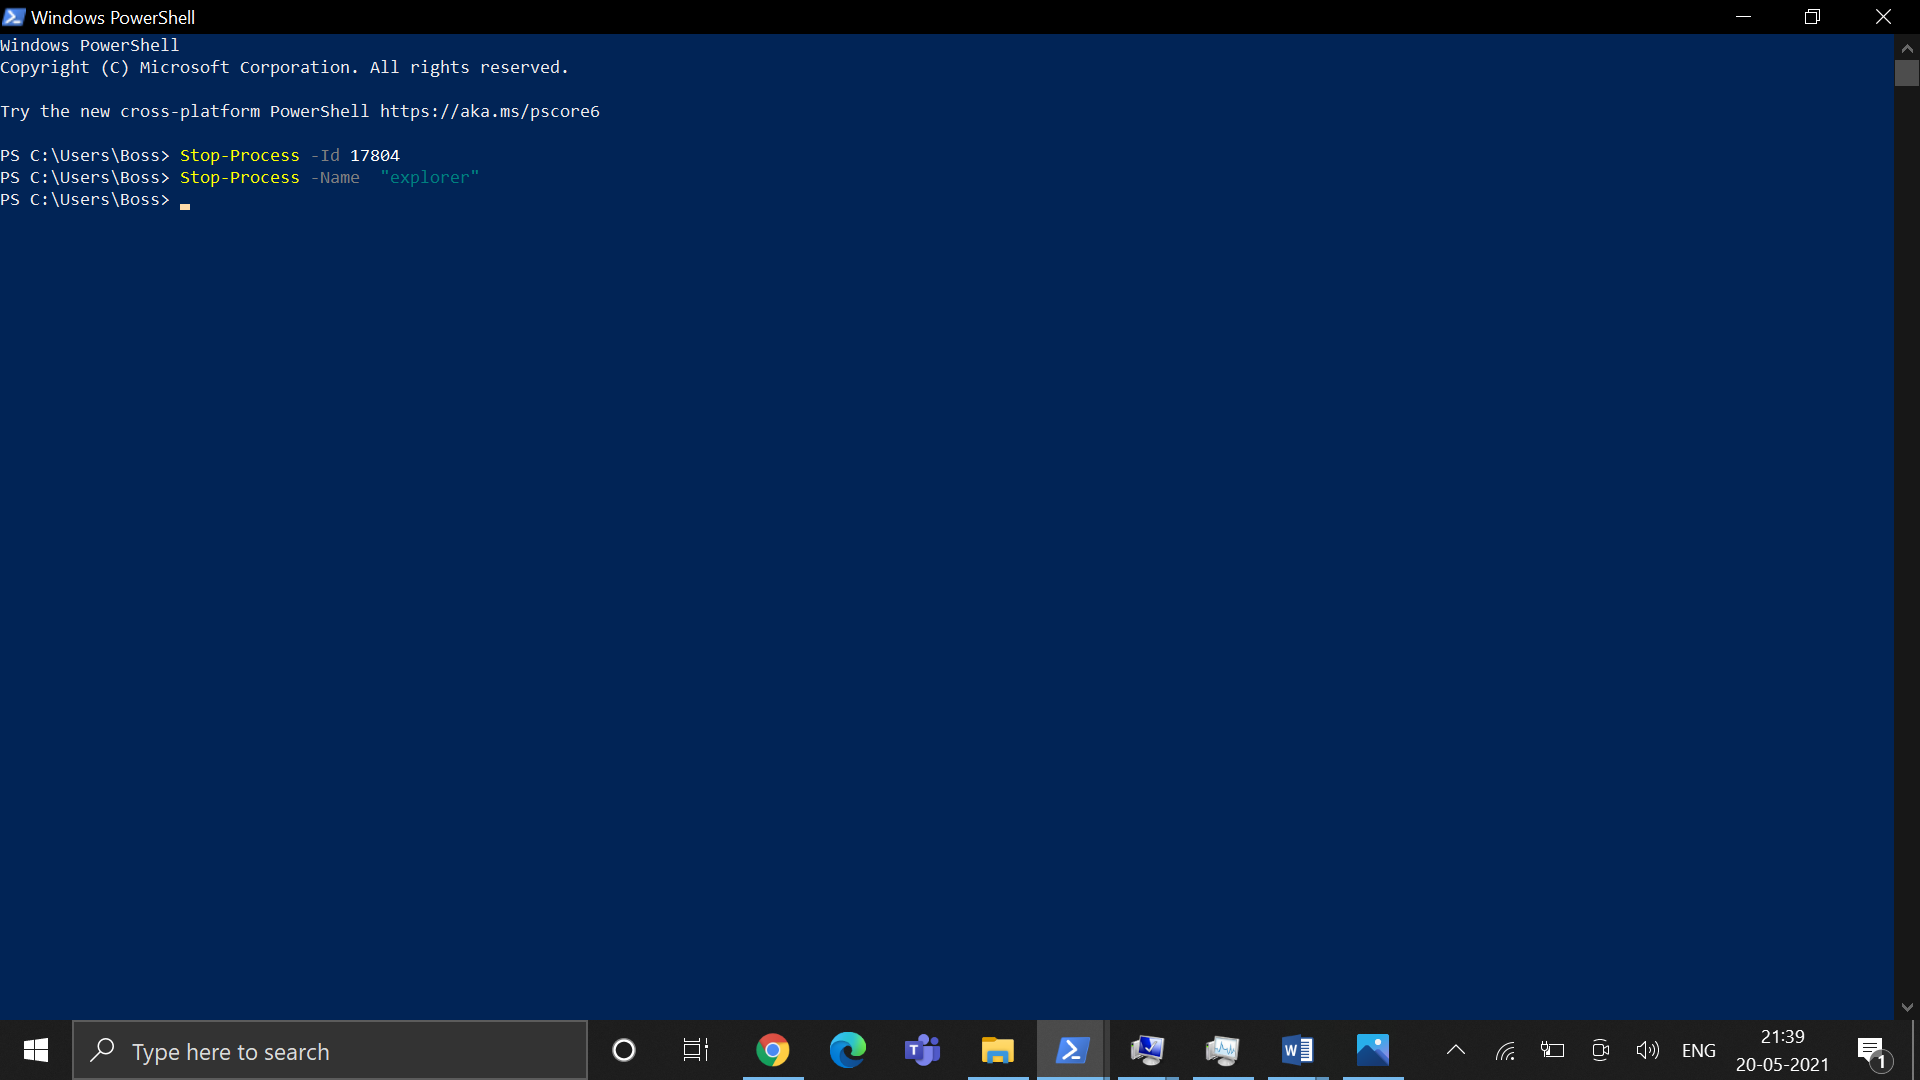 Windows PowerShell
Windows PowerShell
Copyright (C) Microsoft Corporation. All rights reserved.
Try the new cross-platform PowerShell https://aka.ms/pscore6
PS C:\Users\Boss> Stop-Process -Id 17804
PS C:\Users\Boss> Stop-Process -Name  "explorer"
PS C:\Users\Boss>
Type here to search
ENG
21:39
20-05-2021
1